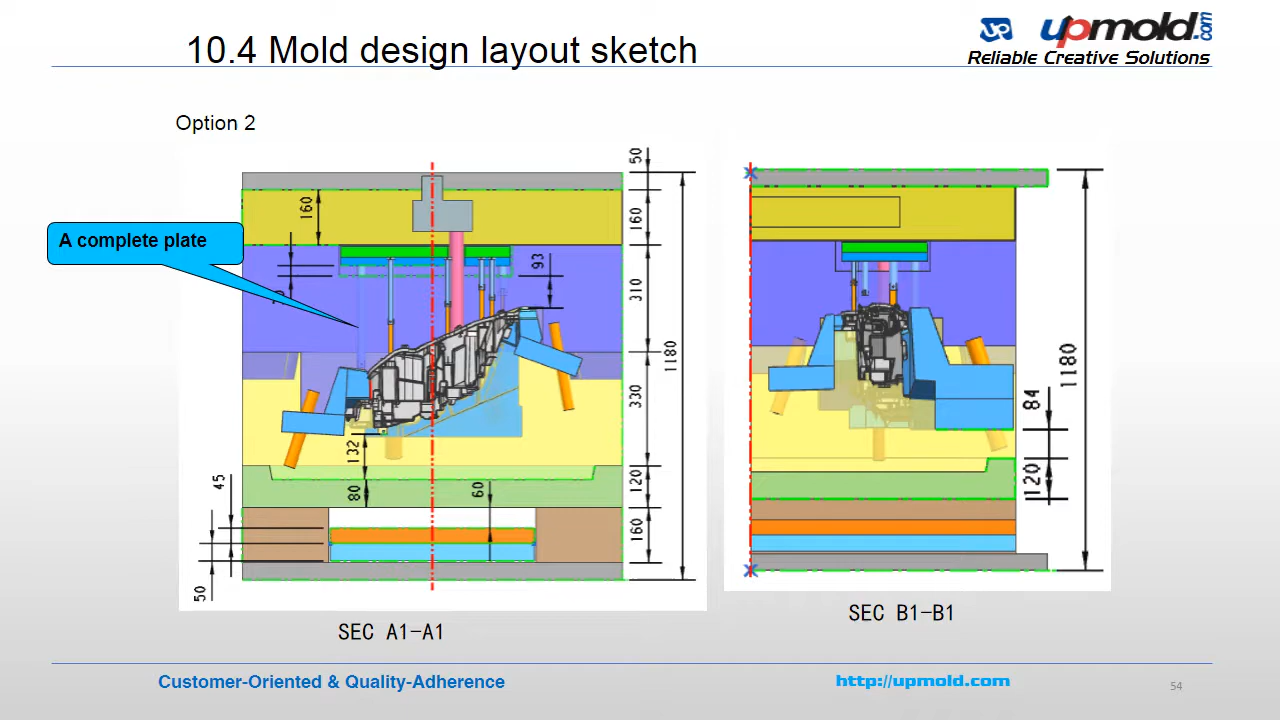 10.4 Mold design layout sketch
UP
upmold.com
Reliable Creative Solutions
Option 2
A complete plate
50
160
160
93
310
1180
330
132
45
80
60
120
160
50
SEC A1-A1
1180
84
120
SEC B1-B1
Customer-Oriented & Quality-Adherence
http://upmold.com
54